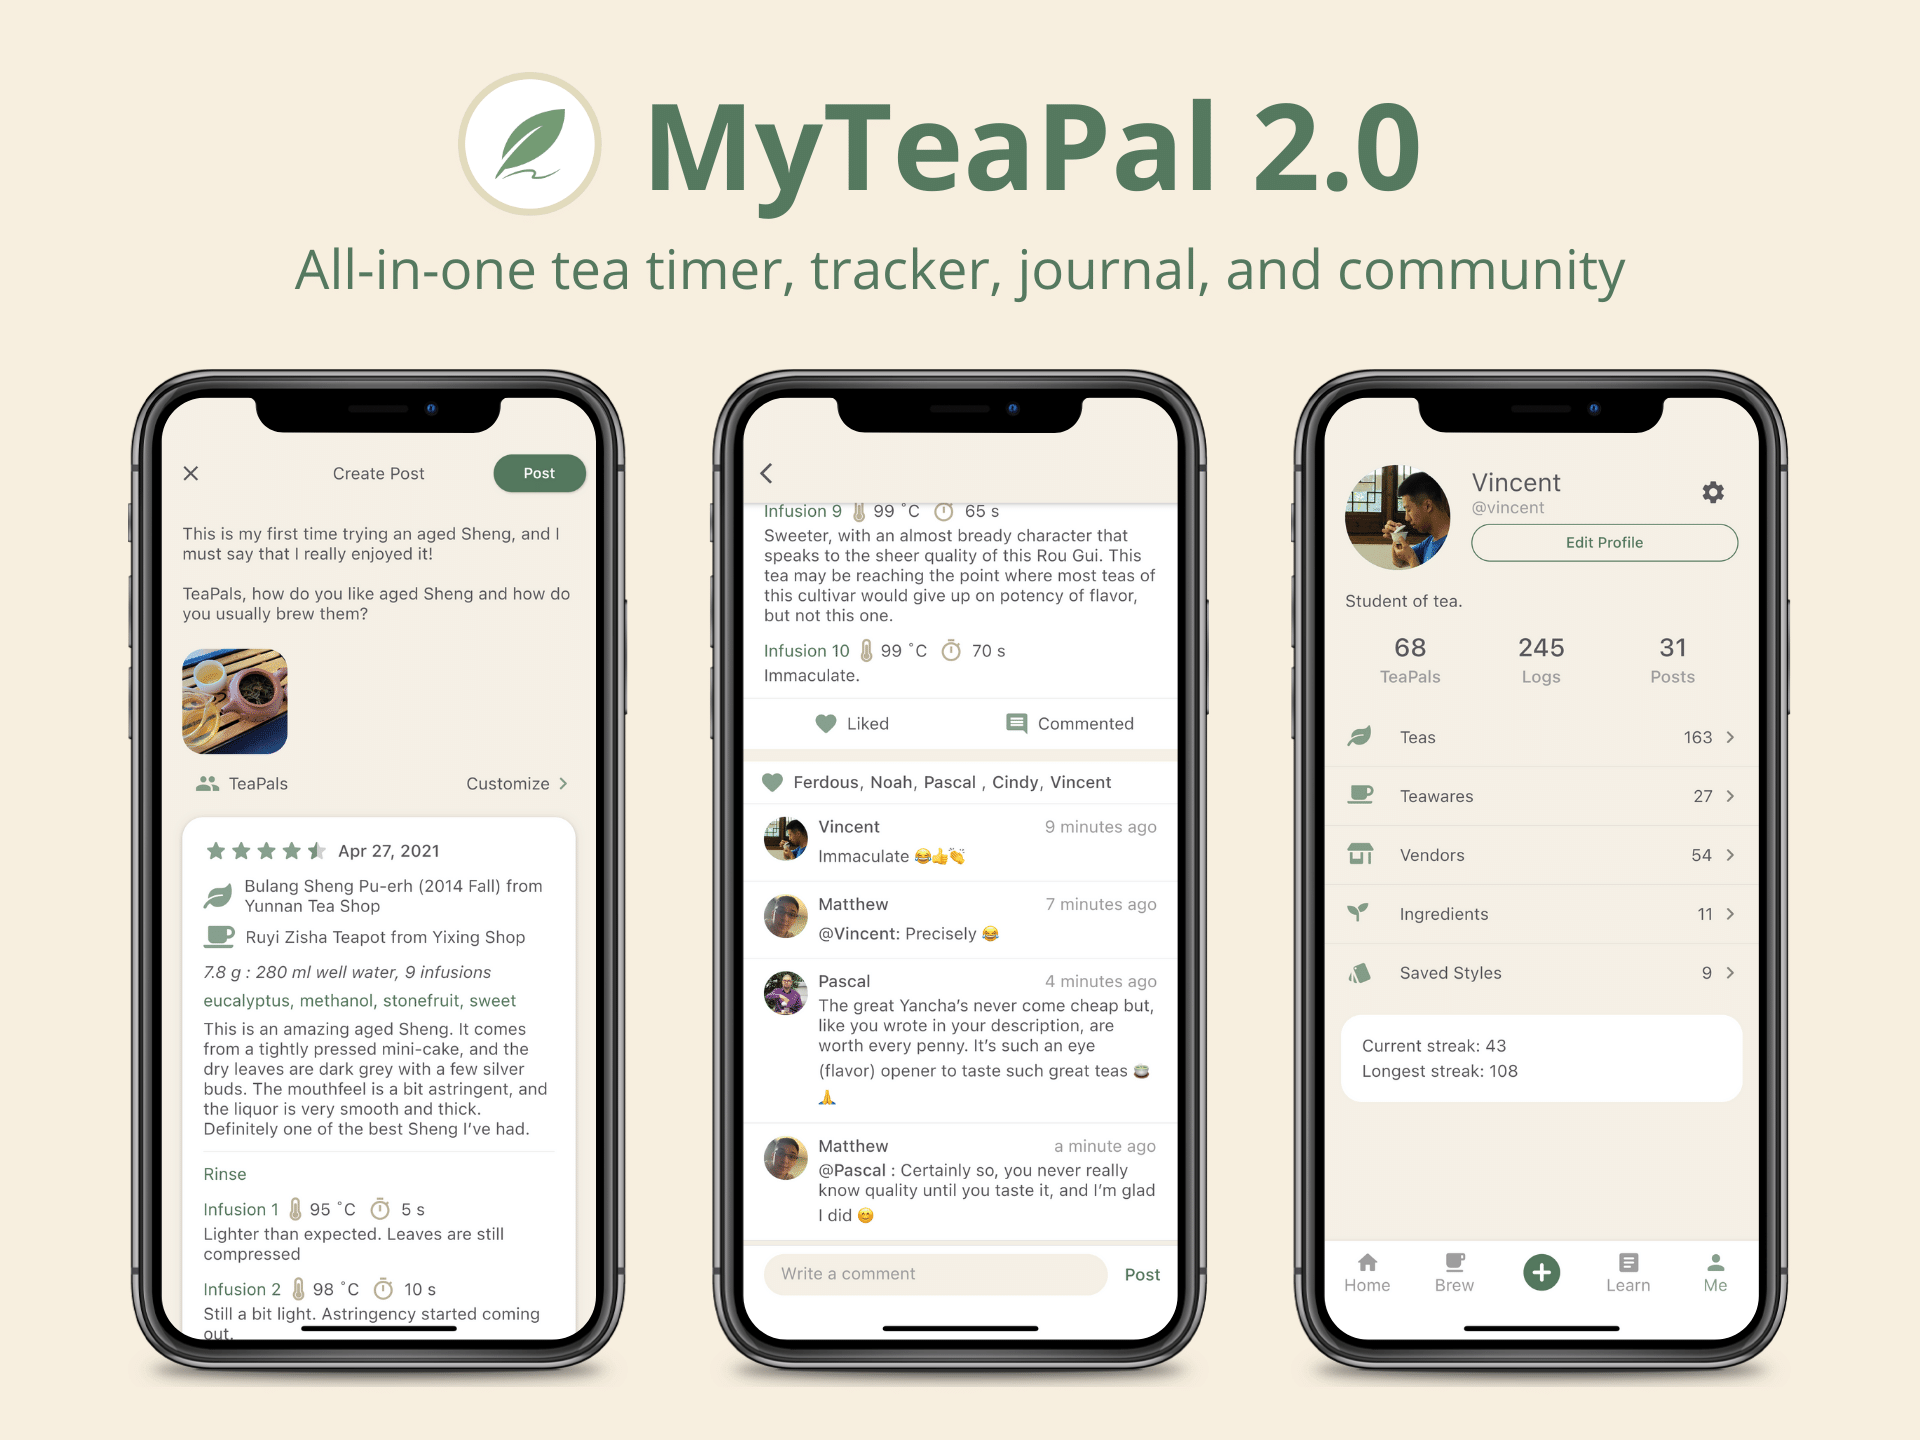 MyTeaPal 2.0
All-in-one tea timer, tracker, journal, and community
Create Post
Post
This is my first time trying an aged Sheng, and I
must say that I really enjoyed it!
TeaPals, how do you like aged Sheng and how do
you usually brew them?
TeaPals
Customize
Apr 27, 2021
Bulang Sheng Pu-erh (2014 Fall) from
Yunnan Tea Shop
Ruyi Zisha Teapot from Yixing Shop
7.8 g : 280 ml well water, 9 infusions
eucalyptus, methanol, stonefruit, sweet
This is an amazing aged Sheng. It comes
from a tightly pressed mini-cake, and the
dry leaves are dark grey with a few silver
buds. The mouthfeel is a bit astringent, and
the liquor is very smooth and thick.
Definitely one of the best Sheng I've had.
Rinse
Infusion 1 95 °C 5 s
Lighter than expected. Leaves are still
compressed
Infusion 2 98 °C 10 s
Still a bit light. Astringency started coming
out.
Infusion 9 99 °C 65 s
Sweeter, with an almost bready character that
speaks to the sheer quality of this Rou Gui. This
tea may be reaching the point where most teas of
this cultivar would give up on potency of flavor,
but not this one.
Infusion 10 99 °C 70 s
Immaculate.
Liked
Commented
Ferdous, Noah, Pascal , Cindy, Vincent
Vincent 9 minutes ago
Immaculate 😂👍👏
Matthew 7 minutes ago
@Vincent: Precisely 😂
Pascal 4 minutes ago
The great Yancha's never come cheap but,
like you wrote in your description, are
worth every penny. It's such an eye
(flavor) opener to taste such great teas 🍵
🙏
Matthew a minute ago
@Pascal : Certainly so, you never really
know quality until you taste it, and I'm glad
I did 😊
Write a comment
Post
Vincent
@vincent
Edit Profile
Student of tea.
68 245 31
TeaPals Logs Posts
Teas 163
Teawares 27
Vendors 54
Ingredients 11
Saved Styles 9
Current streak: 43
Longest streak: 108
Home Brew Learn Me